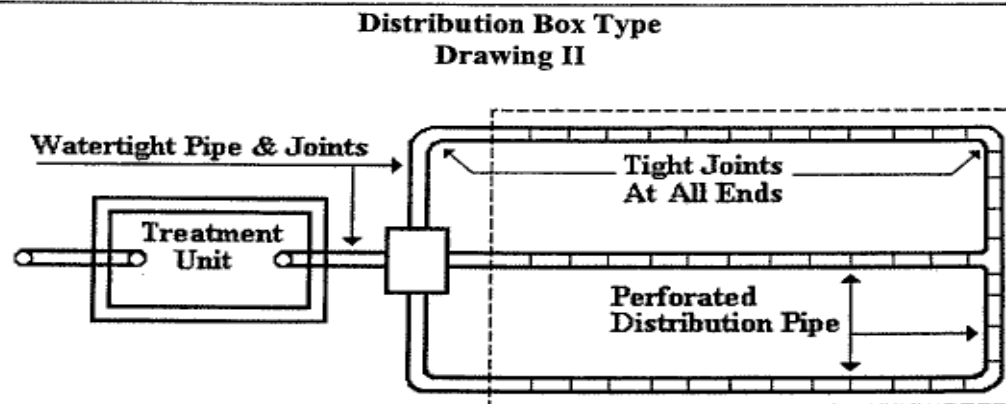 Distribution Box Type
Drawing II
Watertight Pipe & Joints
Tight Joints
At All Ends
Treatment
Unit
Perforated
Distribution Pipe